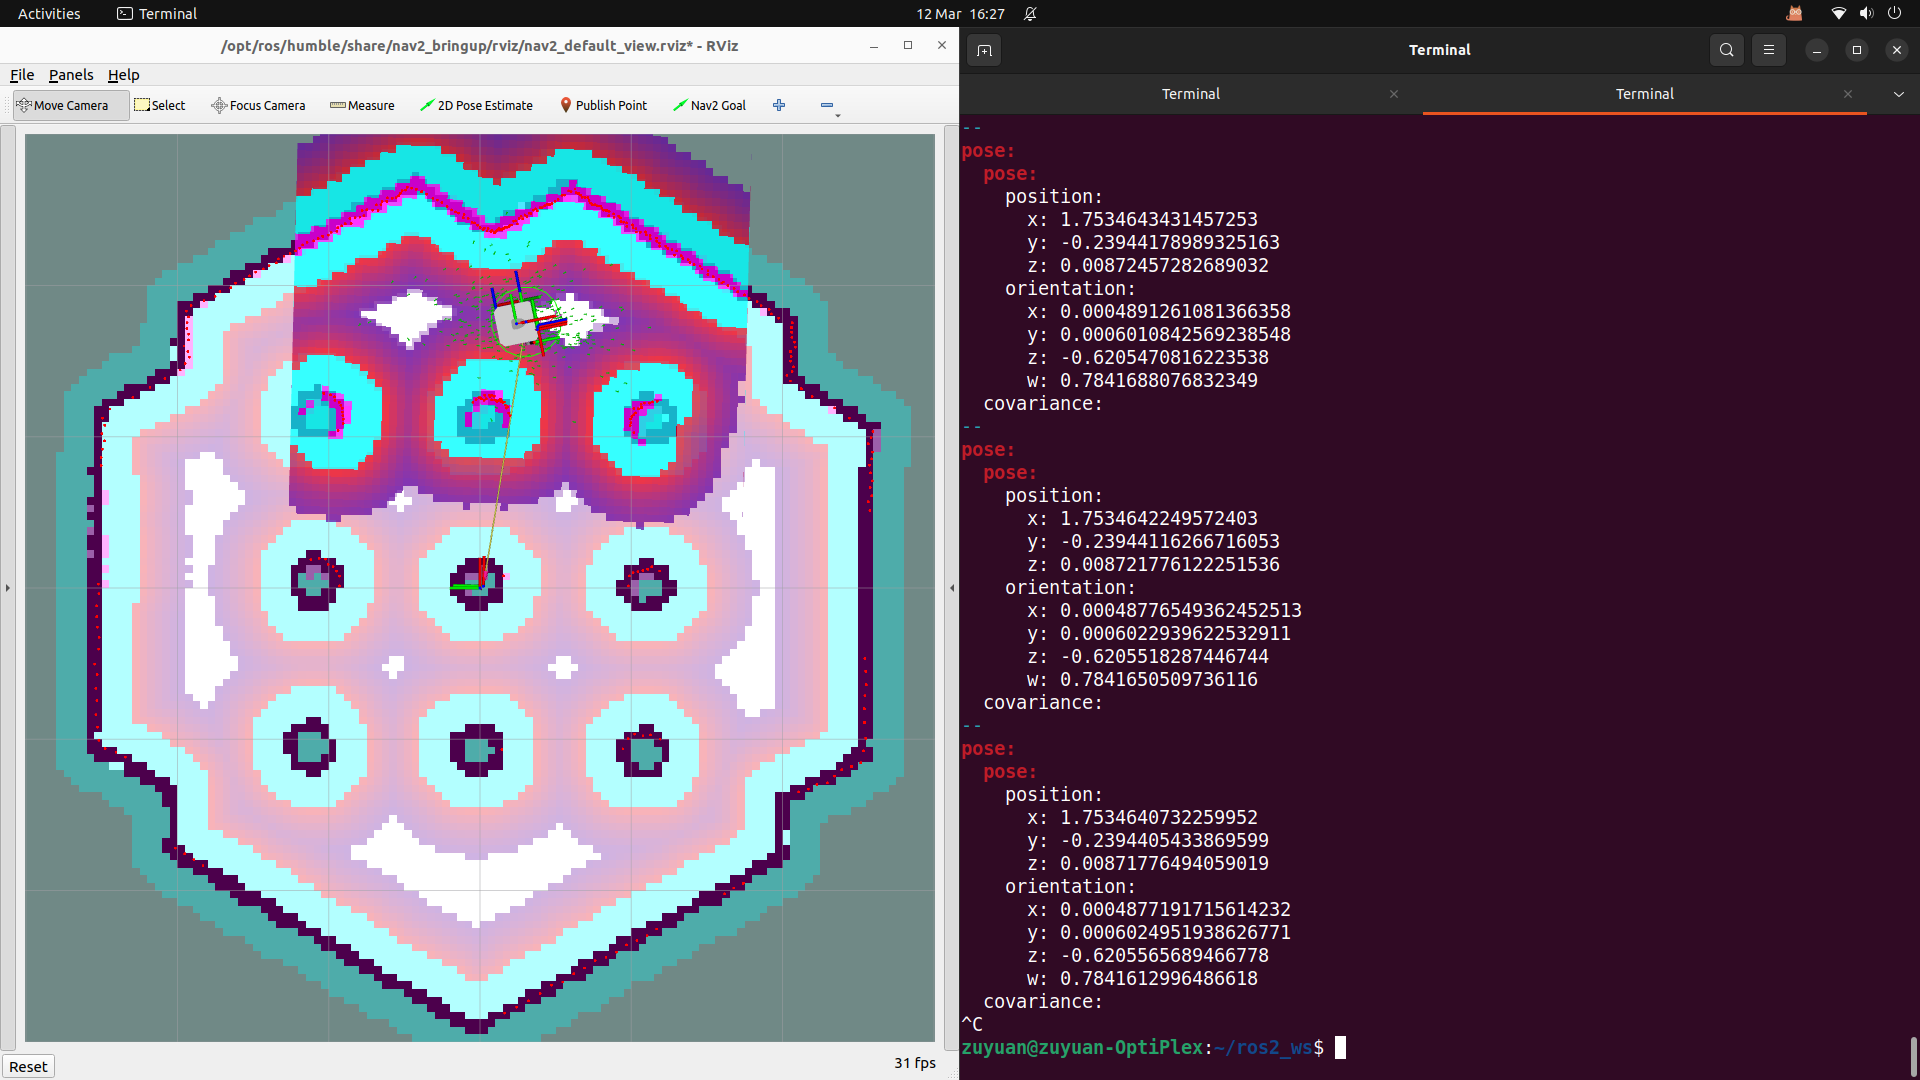 Activities
Terminal
12 Mar 16:27
/opt/ros/humble/share/nav2_bringup/rviz/nav2_default_view.rviz* - RViz
File Panels Help
Move Camera Select Focus Camera Measure 2D Pose Estimate Publish Point Nav2 Goal
Reset
31 fps
Terminal
Terminal Terminal
--
pose:
pose:
position:
x: 1.7534643431457253
y: -0.23944178989325163
z: 0.00872457282689032
orientation:
x: 0.0004891261081366358
y: 0.0006010842569238548
z: -0.6205470816223538
w: 0.7841688076832349
covariance:
--
pose:
pose:
position:
x: 1.7534642249572403
y: -0.23944116266716053
z: 0.008721776122251536
orientation:
x: 0.00048776549362452513
y: 0.0006022939622532911
z: -0.6205518287446744
w: 0.7841650509736116
covariance:
--
pose:
pose:
position:
x: 1.7534640732259952
y: -0.2394405433869599
z: 0.00871776494059019
orientation:
x: 0.0004877191715614232
y: 0.0006024951938626771
z: -0.6205565689466778
w: 0.7841612996486618
covariance:
^C
zuyuan@zuyuan-OptiPlex:~/ros2_ws$